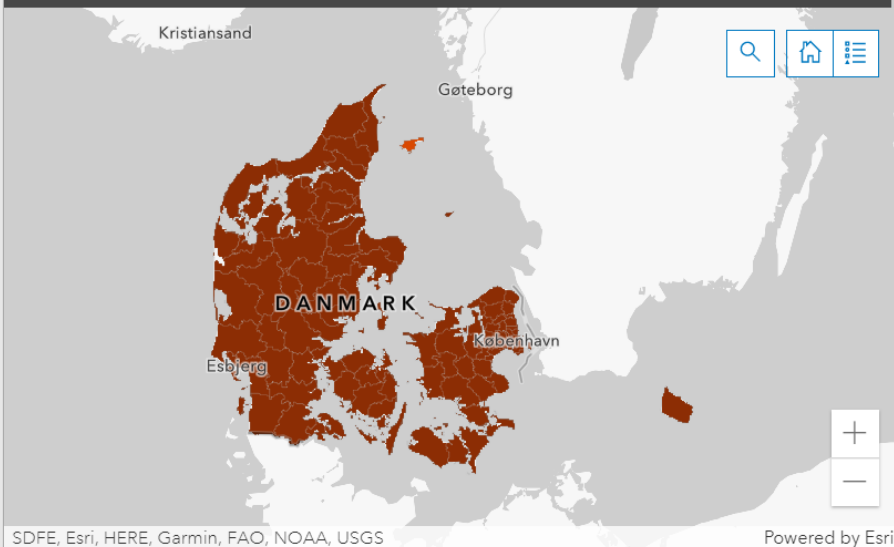 Kristiansand
Gøteborg
DANMARK
København
Esbjerg
SDFE, Esri, HERE, Garmin, FAO, NOAA, USGS
Powered by Esri